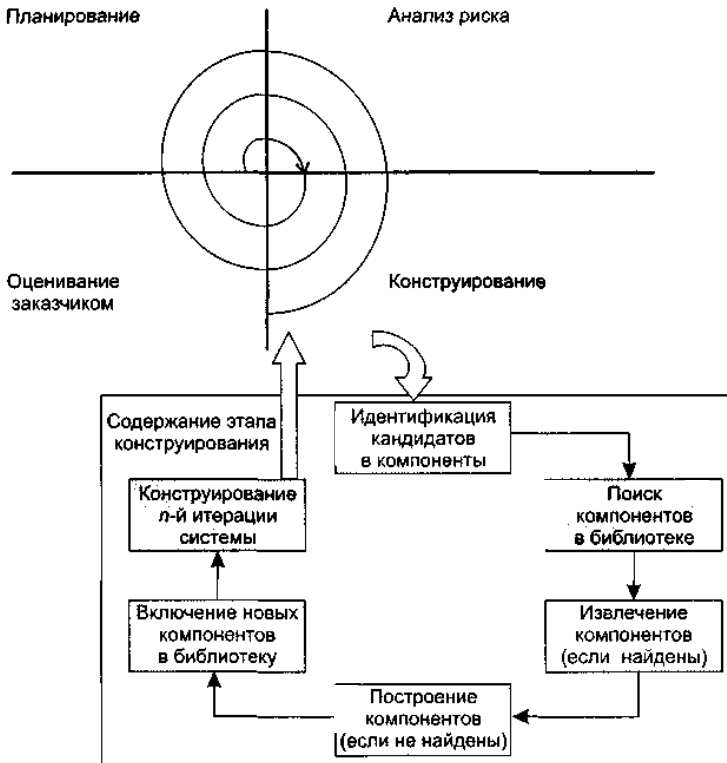 Планирование
Анализ риска
Оценивание
заказчиком
Конструирование
Содержание этапа
конструирования
Идентификация
кандидатов
в компоненты
Конструирование
n-й итерации
системы
Поиск
компонентов
в библиотеке
Включение новых
компонентов
в библиотеку
Извлечение
компонентов
(если найдены)
Построение
компонентов
(если не найдены)